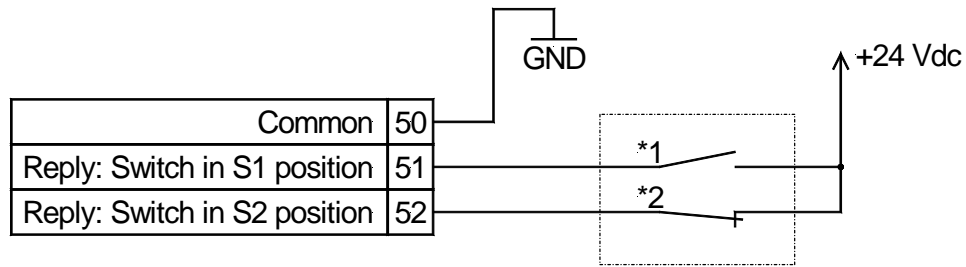 GND
+24 Vdc
Common 50
Reply: Switch in S1 position 51
*1
Reply: Switch in S2 position 52
*2